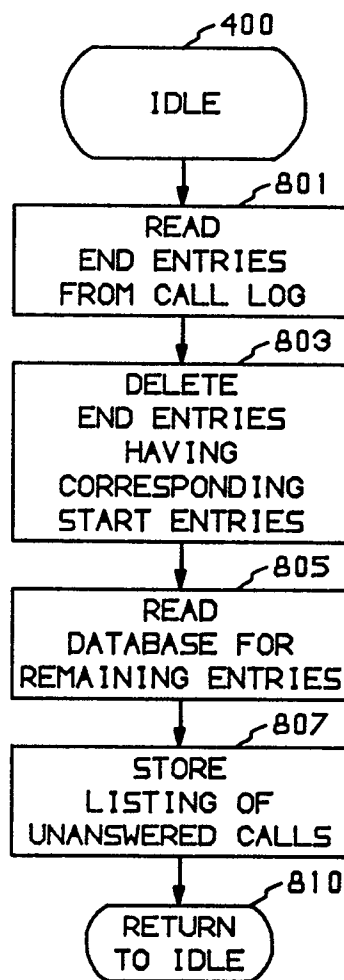 400
IDLE
801
READ
END ENTRIES
FROM CALL LOG
803
DELETE
END ENTRIES
HAVING
CORRESPONDING
START ENTRIES
805
READ
DATABASE FOR
REMAINING ENTRIES
807
STORE
LISTING OF
UNANSWERED CALLS
810
RETURN
TO IDLE